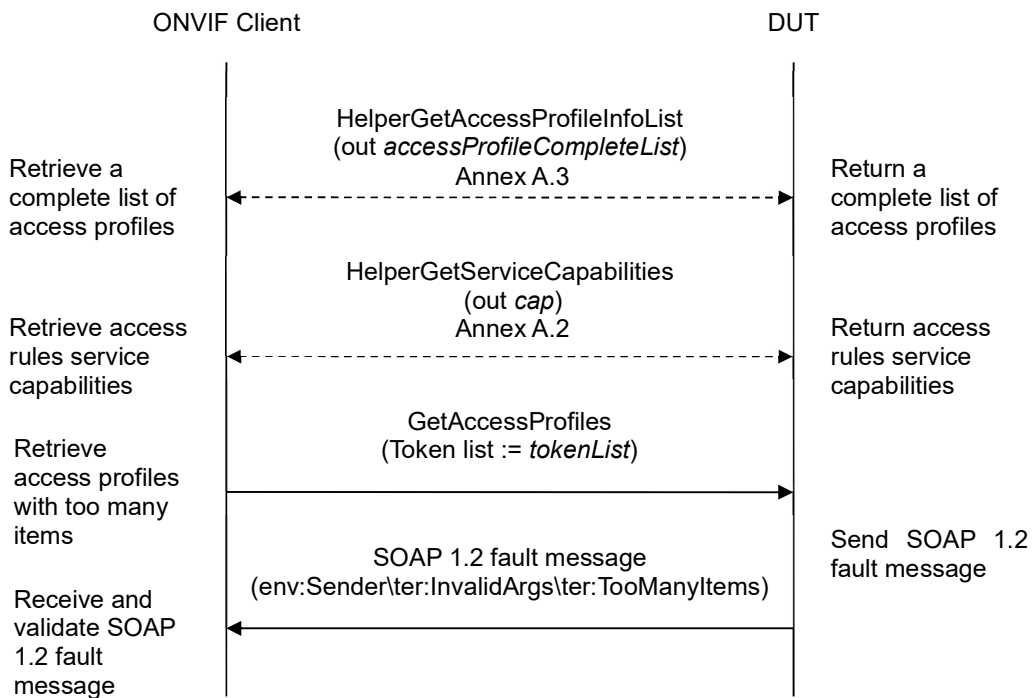 ONVIF Client
DUT
HelperGetAccessProfileInfoList
(out accessProfileCompleteList)
Annex A.3
Retrieve a
complete list of
access profiles
Return a
complete list of
access profiles
HelperGetServiceCapabilities
(out cap)
Annex A.2
Retrieve access
rules service
capabilities
Return access
rules service
capabilities
GetAccessProfiles
(Token list := tokenList)
Retrieve
access profiles
with too many
items
SOAP 1.2 fault message
(env:Sender\ter:InvalidArgs\ter:TooManyItems)
Send SOAP 1.2
fault message
Receive and
validate SOAP
1.2 fault
message